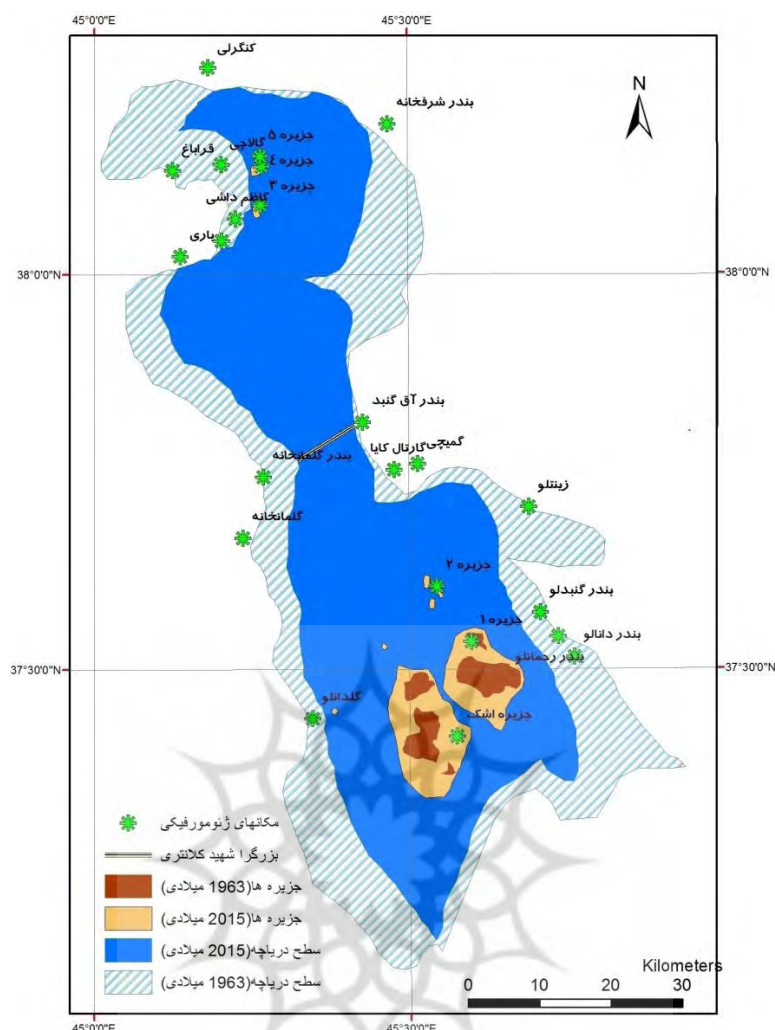 45°0'0"E
45°30'0"E
کنگرلی
N
بندر شرفخانه
جزیره ۵
گالاچی
قراباغ
جزیره ٤
جزیره ۳
کاظم داشی
باری
38°0'0"N
38°0'0"N
بندر آق گنبد
گمیچی
گارتال کایا
بندر گلمانخانه
زینتلو
گلمانخانه
جزیره ۲
بندر گنبدلو
جزیره ۱
بندر دانالو
بندر رحمانلو
37°30'0"N
37°30'0"N
گلدانلو
جزیره اشک
مکانهای ژئومورفیکی
بزرگرا شهید کلانتری
جزیره ها(1963 میلادی)
جزیره ها(2015 میلادی)
سطح دریاچه(2015 میلادی)
سطح دریاچه(1963 میلادی)
Kilometers
0 10 20 30
45°0'0"E
45°30'0"E